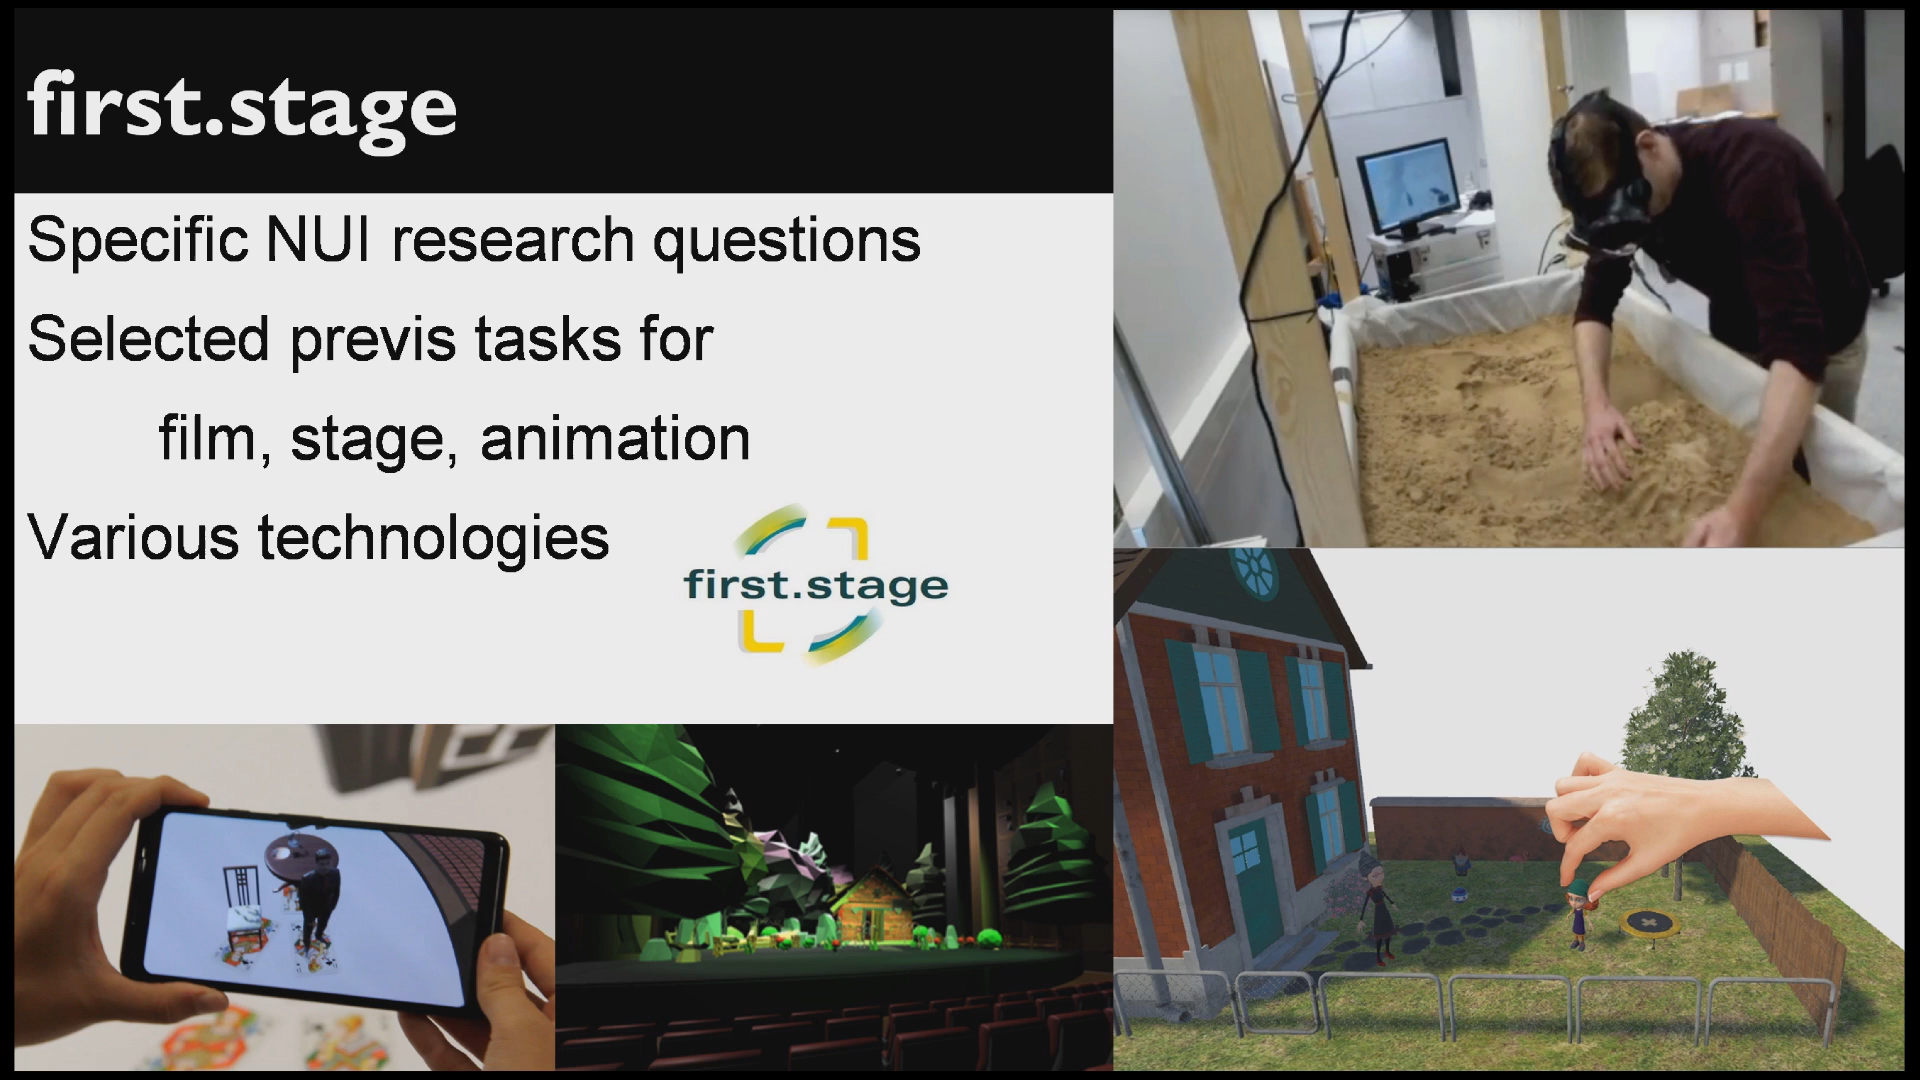 first.stage
Specific NUI research questions
Selected previs tasks for
film, stage, animation
Various technologies
first.stage